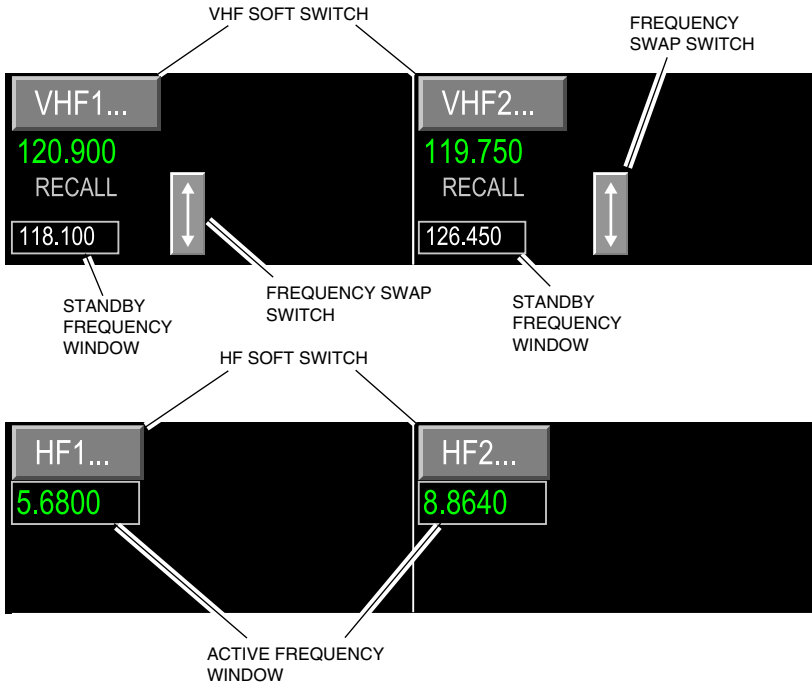 VHF SOFT SWITCH
FREQUENCY
SWAP SWITCH
VHF1...
VHF2...
120.900
119.750
RECALL
RECALL
118.100
126.450
STANDBY
FREQUENCY
WINDOW
FREQUENCY SWAP
SWITCH
STANDBY
FREQUENCY
WINDOW
HF SOFT SWITCH
HF1...
HF2...
5.6800
8.8640
ACTIVE FREQUENCY
WINDOW